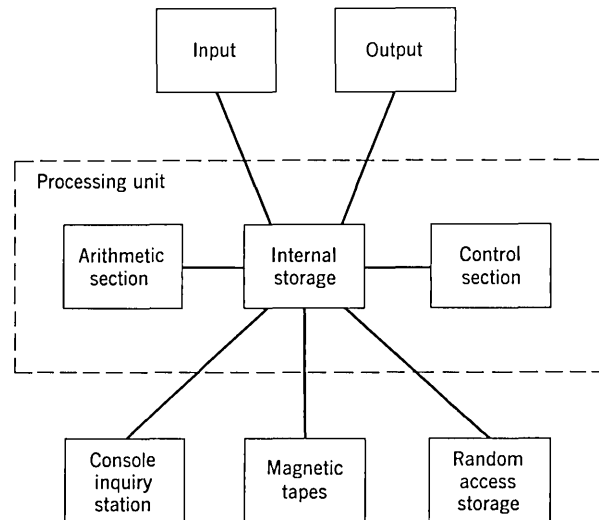 Input
Output
Processing unit
Arithmetic
section
Internal
storage
Control
section
Console
inquiry
station
Magnetic
tapes
Random
access
storage